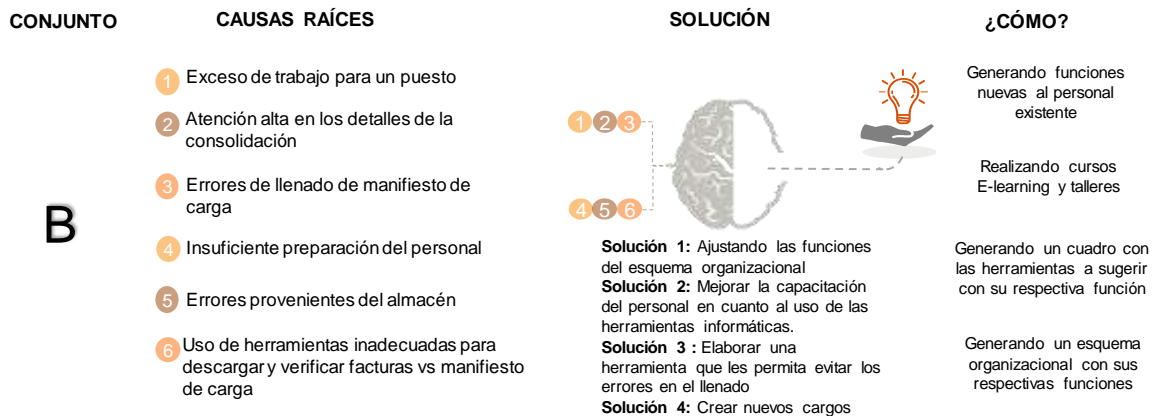 CONJUNTO
CAUSAS RAÍCES
SOLUCIÓN
¿CÓMO?
B
1 Exceso de trabajo para un puesto
2 Atención alta en los detalles de la
consolidación
3 Errores de llenado de manifiesto de
carga
4 Insuficiente preparación del personal
5 Errores provenientes del almacén
6 Uso de herramientas inadecuadas para
descargar y verificar facturas vs manifiesto
de carga
1 2 3
4 5 6
Solución 1: Ajustando las funciones
del esquema organizacional
Solución 2: Mejorar la capacitación
del personal en cuanto al uso de las
herramientas informáticas.
Solución 3 : Elaborar una
herramienta que les permita evitar los
errores en el llenado
Solución 4: Crear nuevos cargos
Generando funciones
nuevas al personal
existente
Realizando cursos
E-learning y talleres
Generando un cuadro con
las herramientas a sugerir
con su respectiva función
Generando un esquema
organizacional con sus
respectivas funciones